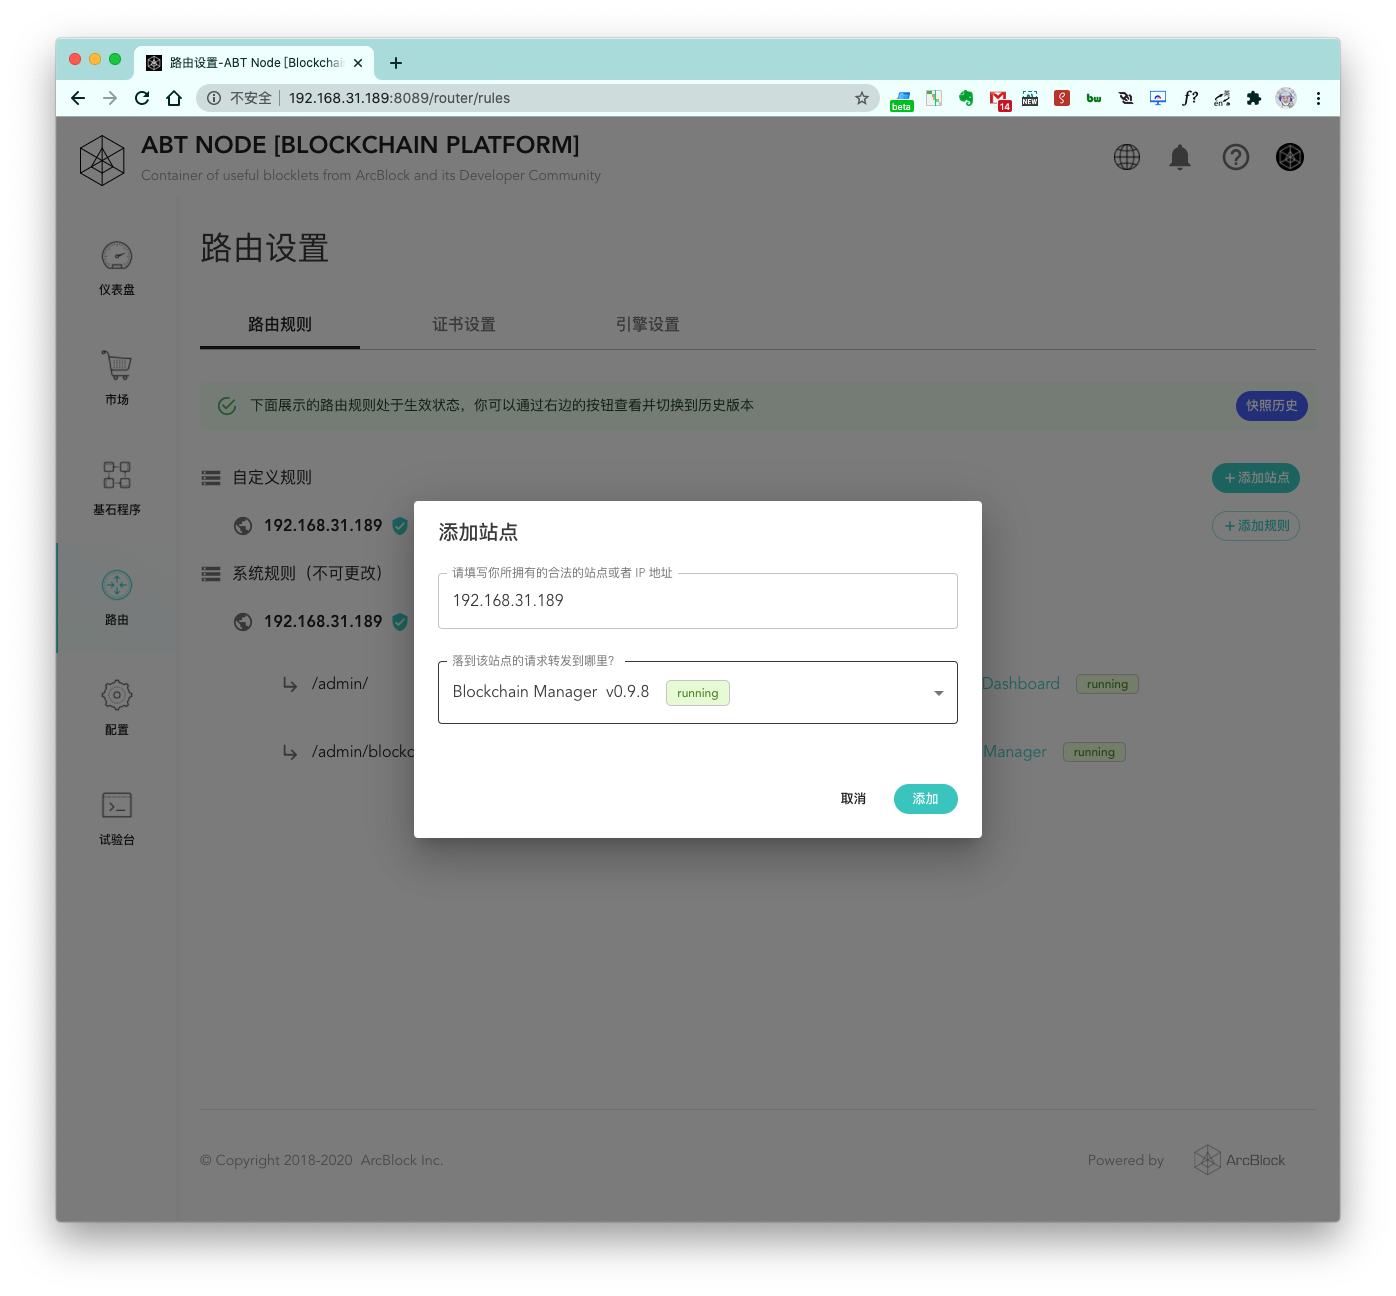 路由设置-ABT Node [Blockchai
不安全 192.168.31.189:8089/router/rules
beta
14
NEW
bw
f?
ABT NODE [BLOCKCHAIN PLATFORM]
Container of useful blocklets from ArcBlock and its Developer Community
仪表盘
市场
基石程序
路由
配置
试验台
路由设置
路由规则 证书设置 引擎设置
下面展示的路由规则处于生效状态，你可以通过右边的按钮查看并切换到历史版本 快照历史
自定义规则 +添加站点
192.168.31.189 +添加规则
系统规则（不可更改）
192.168.31.189
/admin/ Dashboard running
/admin/blockc Manager running
添加站点
请填写你所拥有的合法的站点或者 IP 地址
192.168.31.189
落到该站点的请求转发到哪里？
Blockchain Manager v0.9.8 running
取消 添加
© Copyright 2018-2020 ArcBlock Inc. Powered by ArcBlock